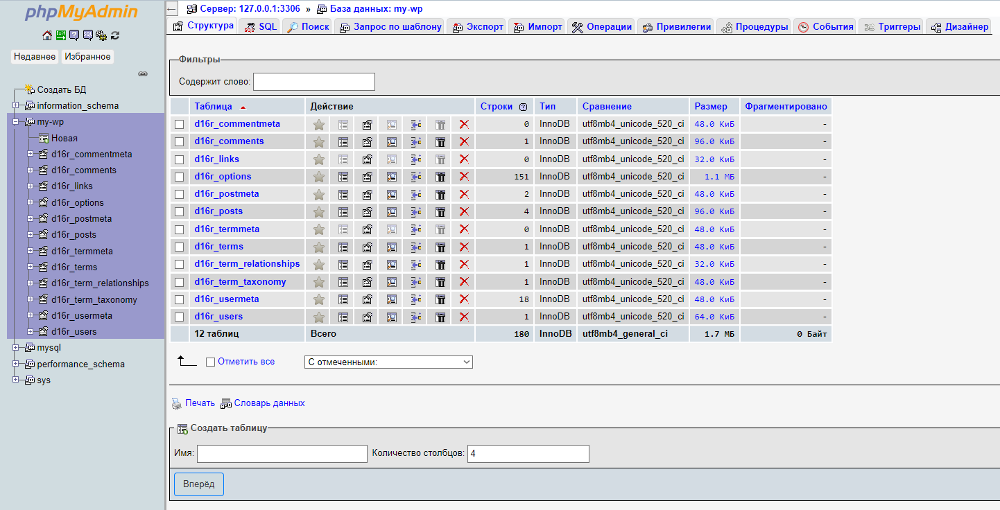 phpMyAdmin
Недавнее Избранное
Создать БД
information_schema
my-wp
Новая
d16r_commentmeta
d16r_comments
d16r_links
d16r_options
d16r_postmeta
d16r_posts
d16r_termmeta
d16r_terms
d16r_term_relationships
d16r_term_taxonomy
d16r_usermeta
d16r_users
mysql
performance_schema
sys
Сервер: 127.0.0.1:3306 » База данных: my-wp
Структура SQL Поиск Запрос по шаблону Экспорт Импорт Операции Привилегии Процедуры События Триггеры Дизайнер
Фильтры
Содержит слово:
Таблица Действие Строки Тип Сравнение Размер Фрагментировано
d16r_commentmeta 0 InnoDB utf8mb4_unicode_520_ci 48.0 КиБ -
d16r_comments 1 InnoDB utf8mb4_unicode_520_ci 96.0 КиБ -
d16r_links 0 InnoDB utf8mb4_unicode_520_ci 32.0 КиБ -
d16r_options 151 InnoDB utf8mb4_unicode_520_ci 1.1 МБ -
d16r_postmeta 2 InnoDB utf8mb4_unicode_520_ci 48.0 КиБ -
d16r_posts 4 InnoDB utf8mb4_unicode_520_ci 96.0 КиБ -
d16r_termmeta 0 InnoDB utf8mb4_unicode_520_ci 48.0 КиБ -
d16r_terms 1 InnoDB utf8mb4_unicode_520_ci 48.0 КиБ -
d16r_term_relationships 1 InnoDB utf8mb4_unicode_520_ci 32.0 КиБ -
d16r_term_taxonomy 1 InnoDB utf8mb4_unicode_520_ci 48.0 КиБ -
d16r_usermeta 18 InnoDB utf8mb4_unicode_520_ci 48.0 КиБ -
d16r_users 1 InnoDB utf8mb4_unicode_520_ci 64.0 КиБ -
12 таблиц Всего 180 InnoDB utf8mb4_general_ci 1.7 МБ 0 Байт
Отметить все С отмеченными:
Печать Словарь данных
Создать таблицу
Имя: Количество столбцов: 4
Вперёд